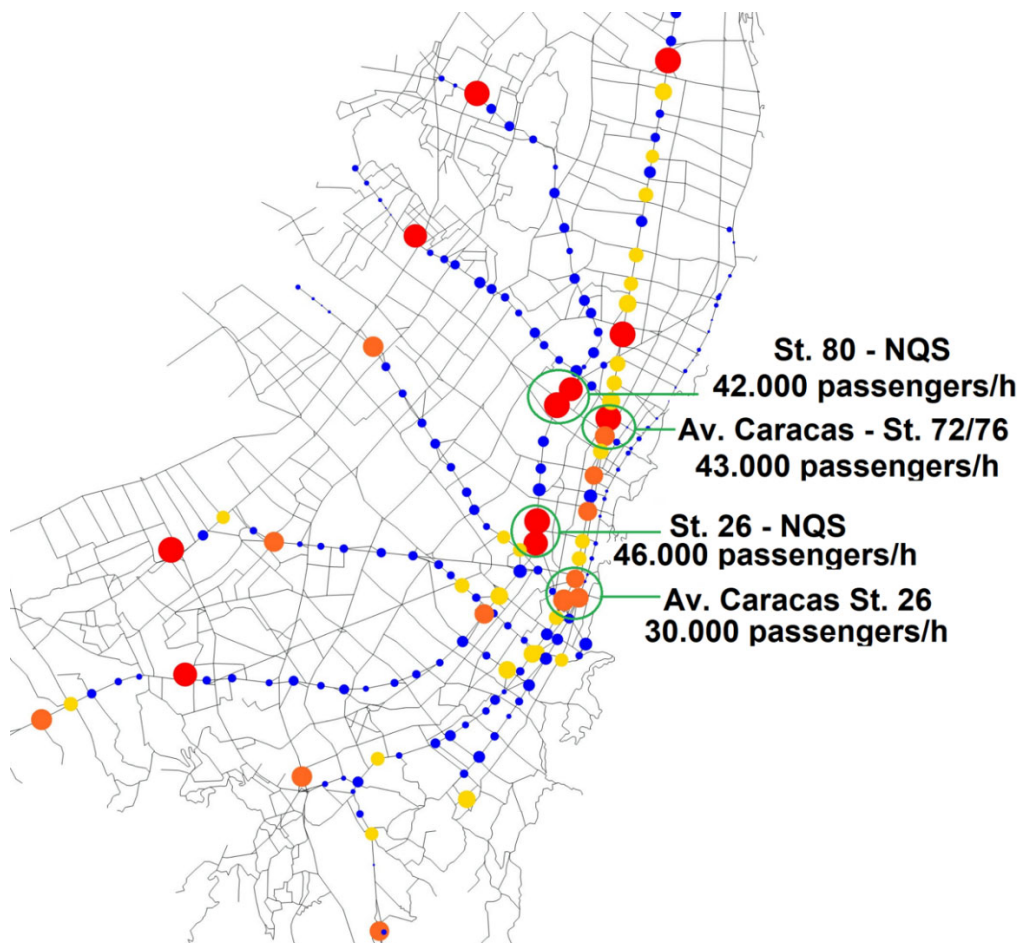 St. 80 - NQS
42.000 passengers/h
Av. Caracas - St. 72/76
43.000 passengers/h
St. 26 - NQS
46.000 passengers/h
Av. Caracas St. 26
30.000 passengers/h